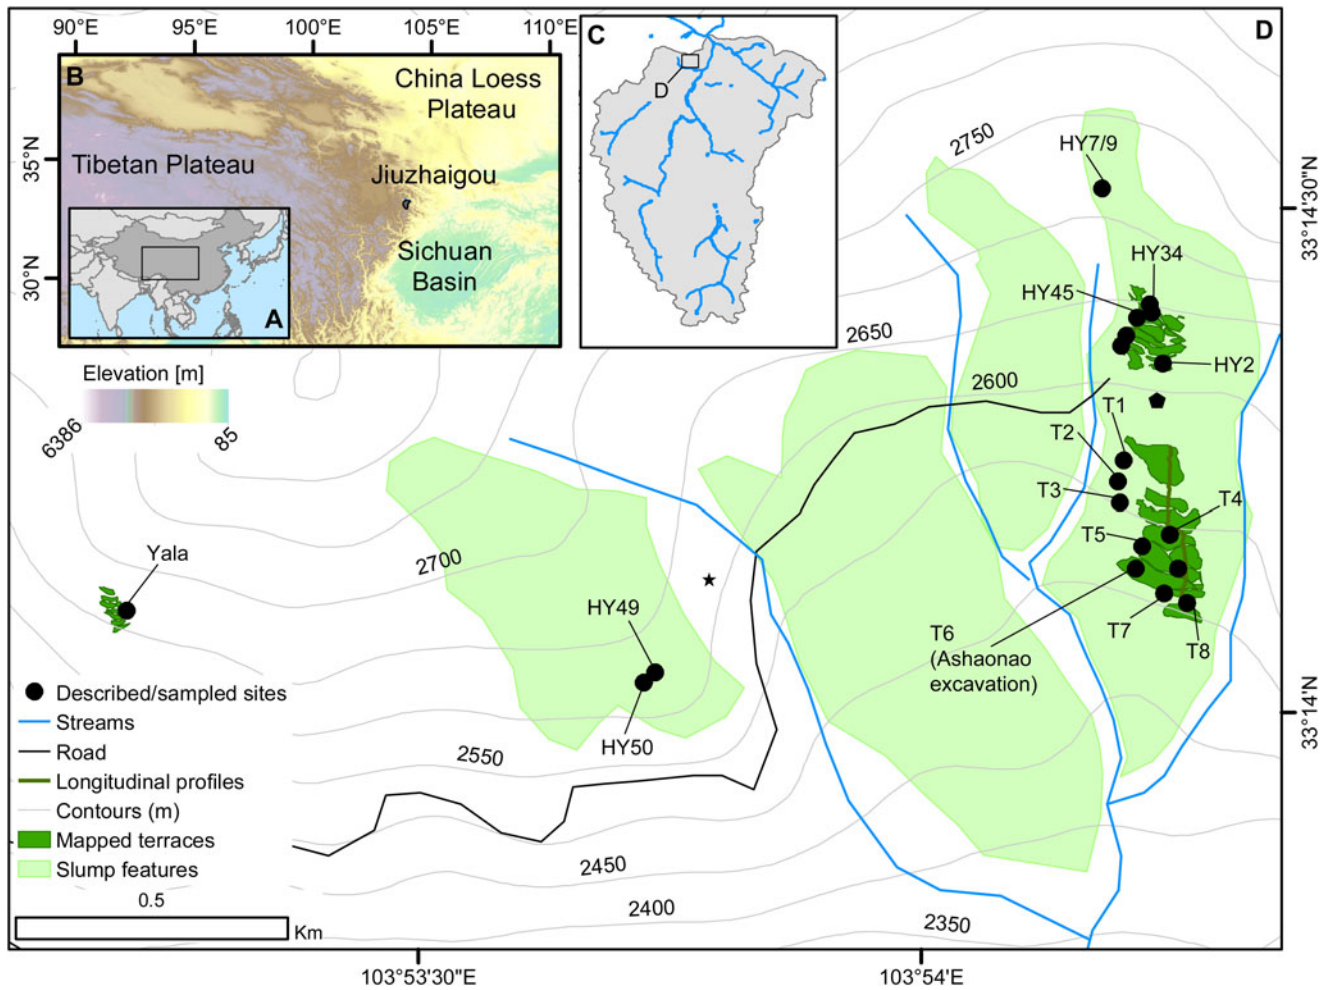 90°E
95°E
100°E
105°E
110°E
B
China Loess
Plateau
35°N
Tibetan Plateau
Jiuzhaigou
Sichuan
Basin
30°N
A
C
D
D
Elevation [m]
6386
85
2750
HY7/9
33°14'30"N
HY34
HY45
HY2
2650
2600
T1
T2
T3
T4
T5
2700
Yala
HY49
T6
(Ashaonao
excavation)
T7
T8
HY50
2550
33°14'N
2450
2400
2350
Described/sampled sites
Streams
Road
Longitudinal profiles
Contours (m)
Mapped terraces
Slump features
0.5
Km
103°53'30"E
103°54'E